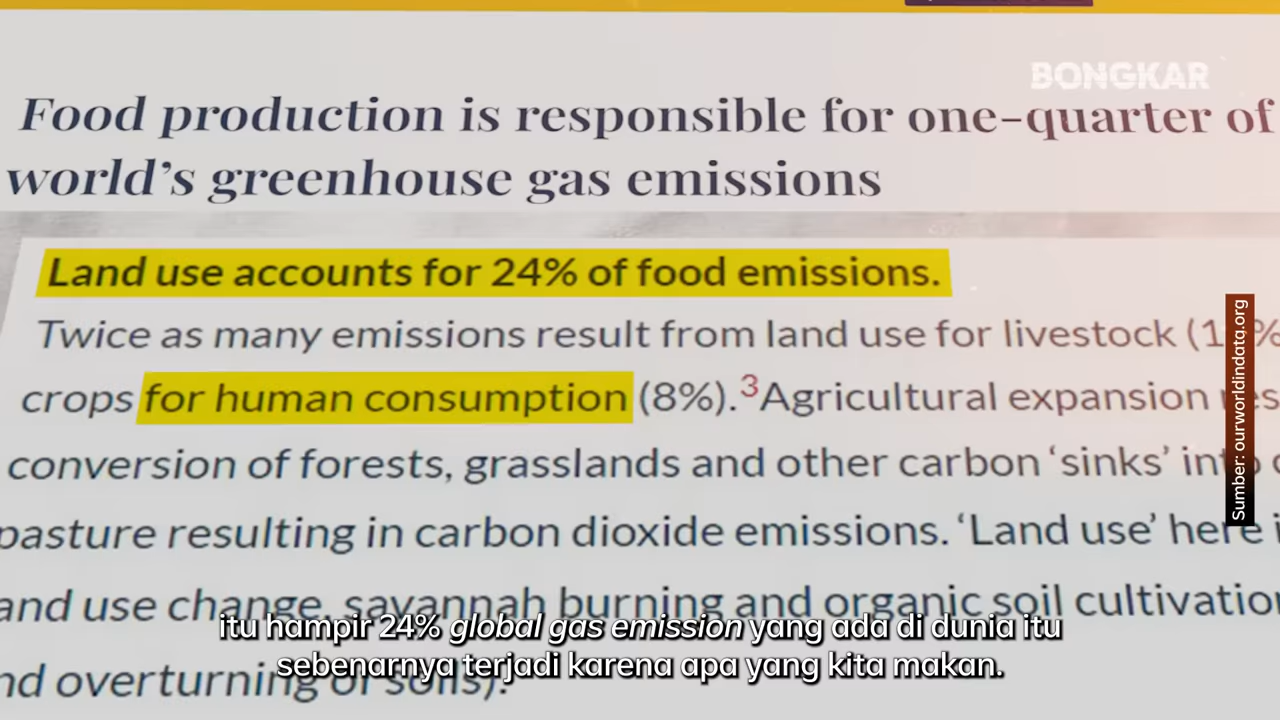 BONGKAR
Food production is responsible for one-quarter of
world's greenhouse gas emissions
Land use accounts for 24% of food emissions.
Twice as many emissions result from land use for livestock
crops for human consumption (8%).3 Agricultural expansion
conversion of forests, grasslands and other carbon ‘sinks’ into
pasture resulting in carbon dioxide emissions. ‘Land use’ here
and use change, savannah burning and organic soil cultivation
nd overturning of soils).
Sumber: ourworldindata.org
itu hampir 24% global gas emission yang ada di dunia itu
sebenarnya terjadi karena apa yang kita makan.